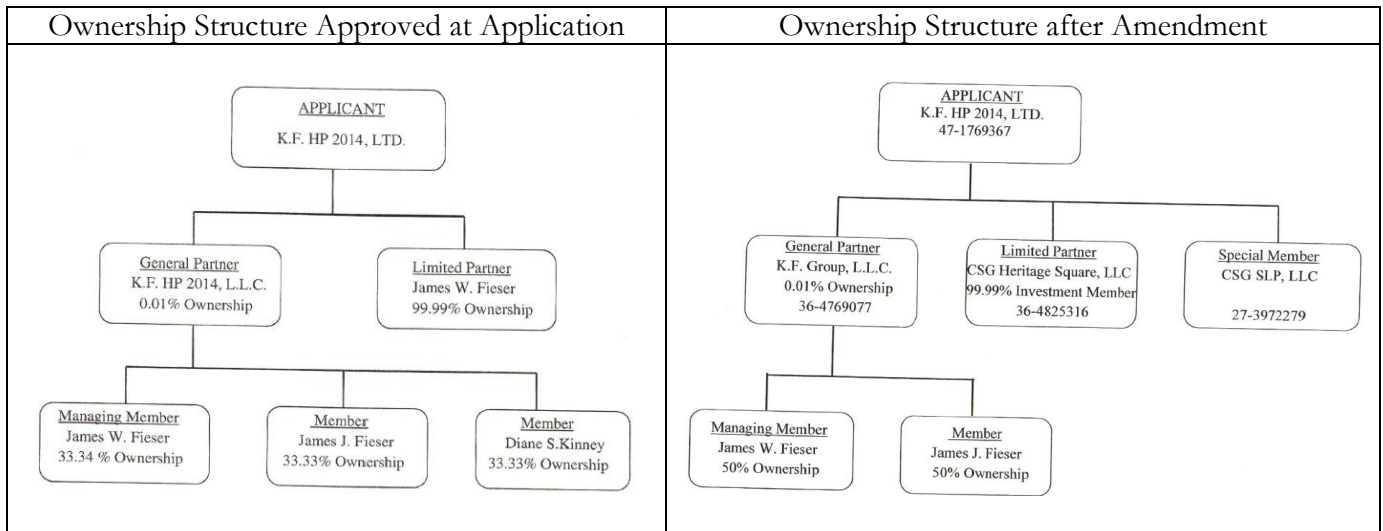 Ownership Structure Approved at Application
APPLICANT
K.F. HP 2014, LTD.
General Partner
K.F. HP 2014, L.L.C.
0.01% Ownership
Limited Partner
James W. Fieser
99.99% Ownership
Managing Member
James W. Fieser
33.34 % Ownership
Member
James J. Fieser
33.33% Ownership
Member
Diane S.Kinney
33.33% Ownership
Ownership Structure after Amendment
APPLICANT
K.F. HP 2014, LTD.
47-1769367
General Partner
K.F. Group, L.L.C.
0.01% Ownership
36-4769077
Limited Partner
CSG Heritage Square, LLC
99.99% Investment Member
36-4825316
Special Member
CSG SLP, LLC
27-3972279
Managing Member
James W. Fieser
50% Ownership
Member
James J. Fieser
50% Ownership